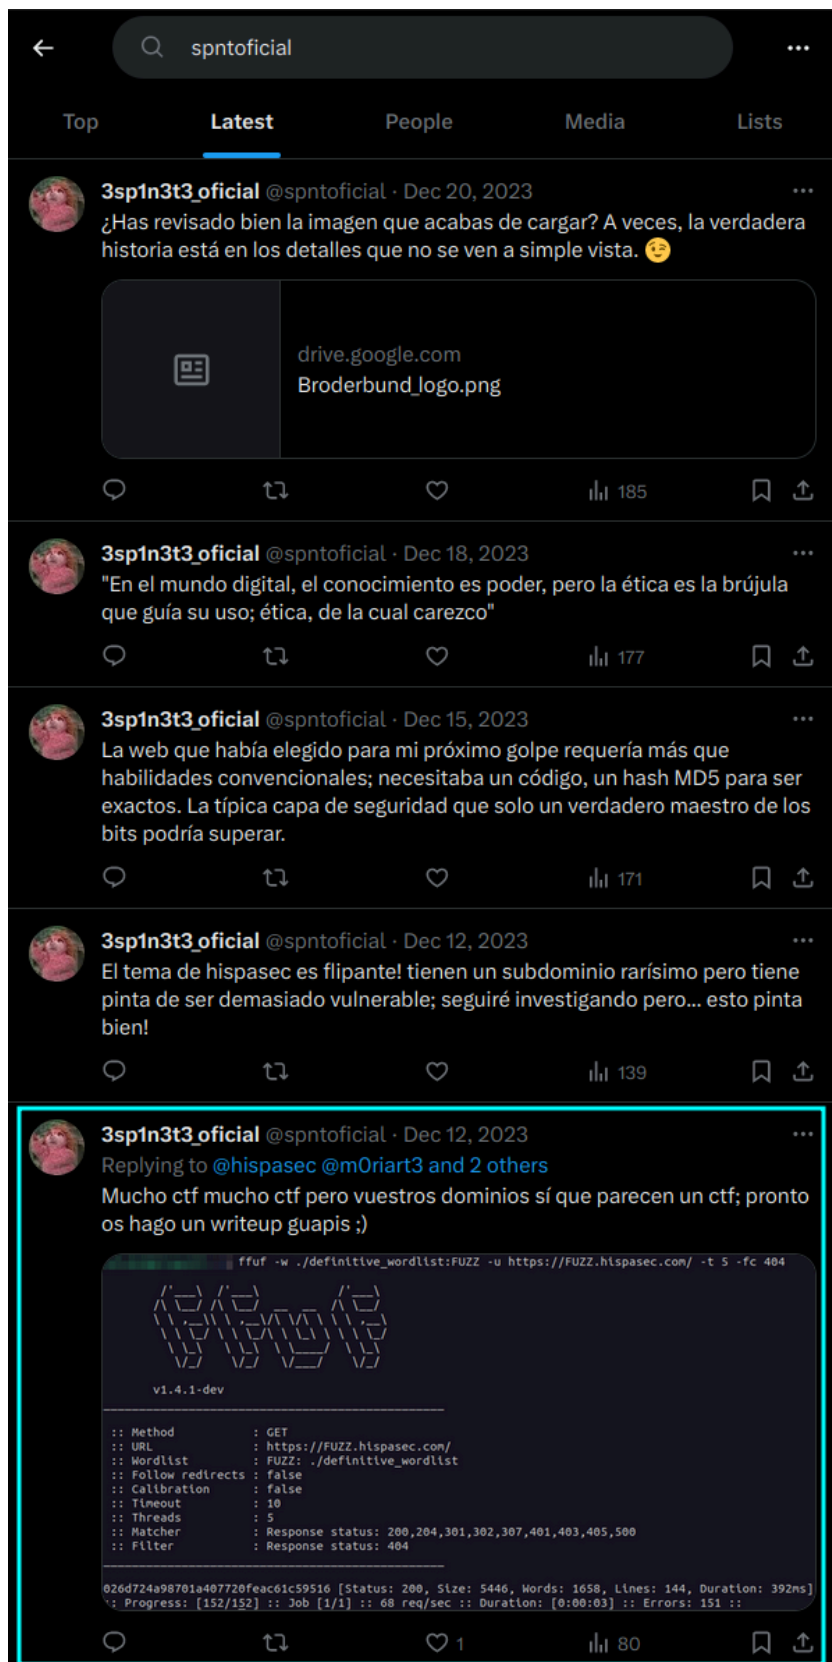 spntoficial
Top Latest People Media Lists
3sp1n3t3_oficial @spntoficial · Dec 20, 2023
¿Has revisado bien la imagen que acabas de cargar? A veces, la verdadera
historia está en los detalles que no se ven a simple vista. 😉
drive.google.com
Broderbund_logo.png
185
3sp1n3t3_oficial @spntoficial · Dec 18, 2023
"En el mundo digital, el conocimiento es poder, pero la ética es la brújula
que guía su uso; ética, de la cual carezco"
177
3sp1n3t3_oficial @spntoficial · Dec 15, 2023
La web que había elegido para mi próximo golpe requería más que
habilidades convencionales; necesitaba un código, un hash MD5 para ser
exactos. La típica capa de seguridad que solo un verdadero maestro de los
bits podría superar.
171
3sp1n3t3_oficial @spntoficial · Dec 12, 2023
El tema de hispasec es flipante! tienen un subdominio rarísimo pero tiene
pinta de ser demasiado vulnerable; seguiré investigando pero... esto pinta
bien!
139
3sp1n3t3_oficial @spntoficial · Dec 12, 2023
Replying to @hispasec @m0riart3 and 2 others
Mucho ctf mucho ctf pero vuestros dominios sí que parecen un ctf; pronto
os hago un writeup guapis ;)
ffuf -w ./definitive_wordlist:FUZZ -u https://FUZZ.hispasec.com/ -t 5 -fc 404
v1.4.1-dev
:: Method : GET
:: URL : https://FUZZ.hispasec.com/
:: Wordlist : FUZZ: ./definitive_wordlist
:: Follow redirects : false
:: Calibration : false
:: Timeout : 10
:: Threads : 5
:: Matcher : Response status: 200,204,301,302,307,401,403,405,500
:: Filter : Response status: 404
026d724a98701a407720feac61c59516 [Status: 200, Size: 5446, Words: 1658, Lines: 144, Duration: 392ms]
:: Progress: [152/152] :: Job [1/1] :: 68 req/sec :: Duration: [0:00:03] :: Errors: 151 ::
1 80